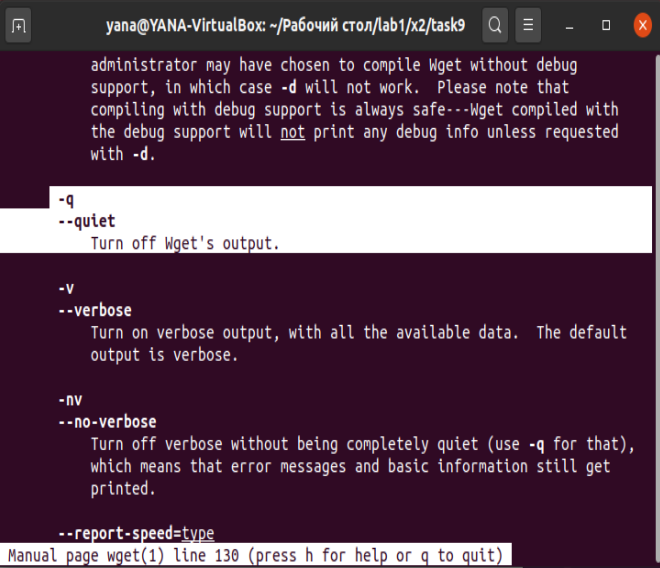 yana@YANA-VirtualBox: ~/Рабочий стол/lab1/x2/task9
administrator may have chosen to compile Wget without debug
support, in which case -d will not work.  Please note that
compiling with debug support is always safe---Wget compiled with
the debug support will not print any debug info unless requested
with -d.
-q
--quiet
Turn off Wget's output.
-v
--verbose
Turn on verbose output, with all the available data.  The default
output is verbose.
-nv
--no-verbose
Turn off verbose without being completely quiet (use -q for that),
which means that error messages and basic information still get
printed.
--report-speed=type
Manual page wget(1) line 130 (press h for help or q to quit)